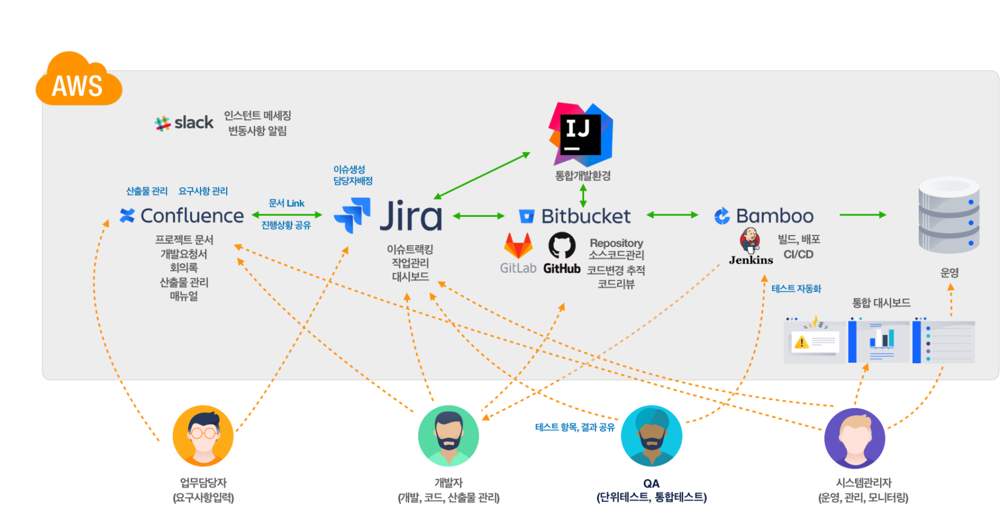 AWS
slack
인스턴트 메세징
변동사항 알림
IJ
통합개발환경
이슈생성
담당자배정
산출물 관리
요구사항 관리
문서 Link
진행상황 공유
Confluence
Jira
Bitbucket
Bamboo
프로젝트 문서
개발요청서
회의록
산출물 관리
매뉴얼
이슈트랙킹
작업관리
대시보드
GitLab
GitHub
Repository
소스코드관리
코드변경 추적
코드리뷰
Jenkins
빌드, 배포
CI/CD
운영
테스트 자동화
통합 대시보드
테스트 항목, 결과 공유
업무담당자
(요구사항입력)
개발자
(개발, 코드, 산출물 관리)
QA
(단위테스트, 통합테스트)
시스템관리자
(운영, 관리, 모니터링)